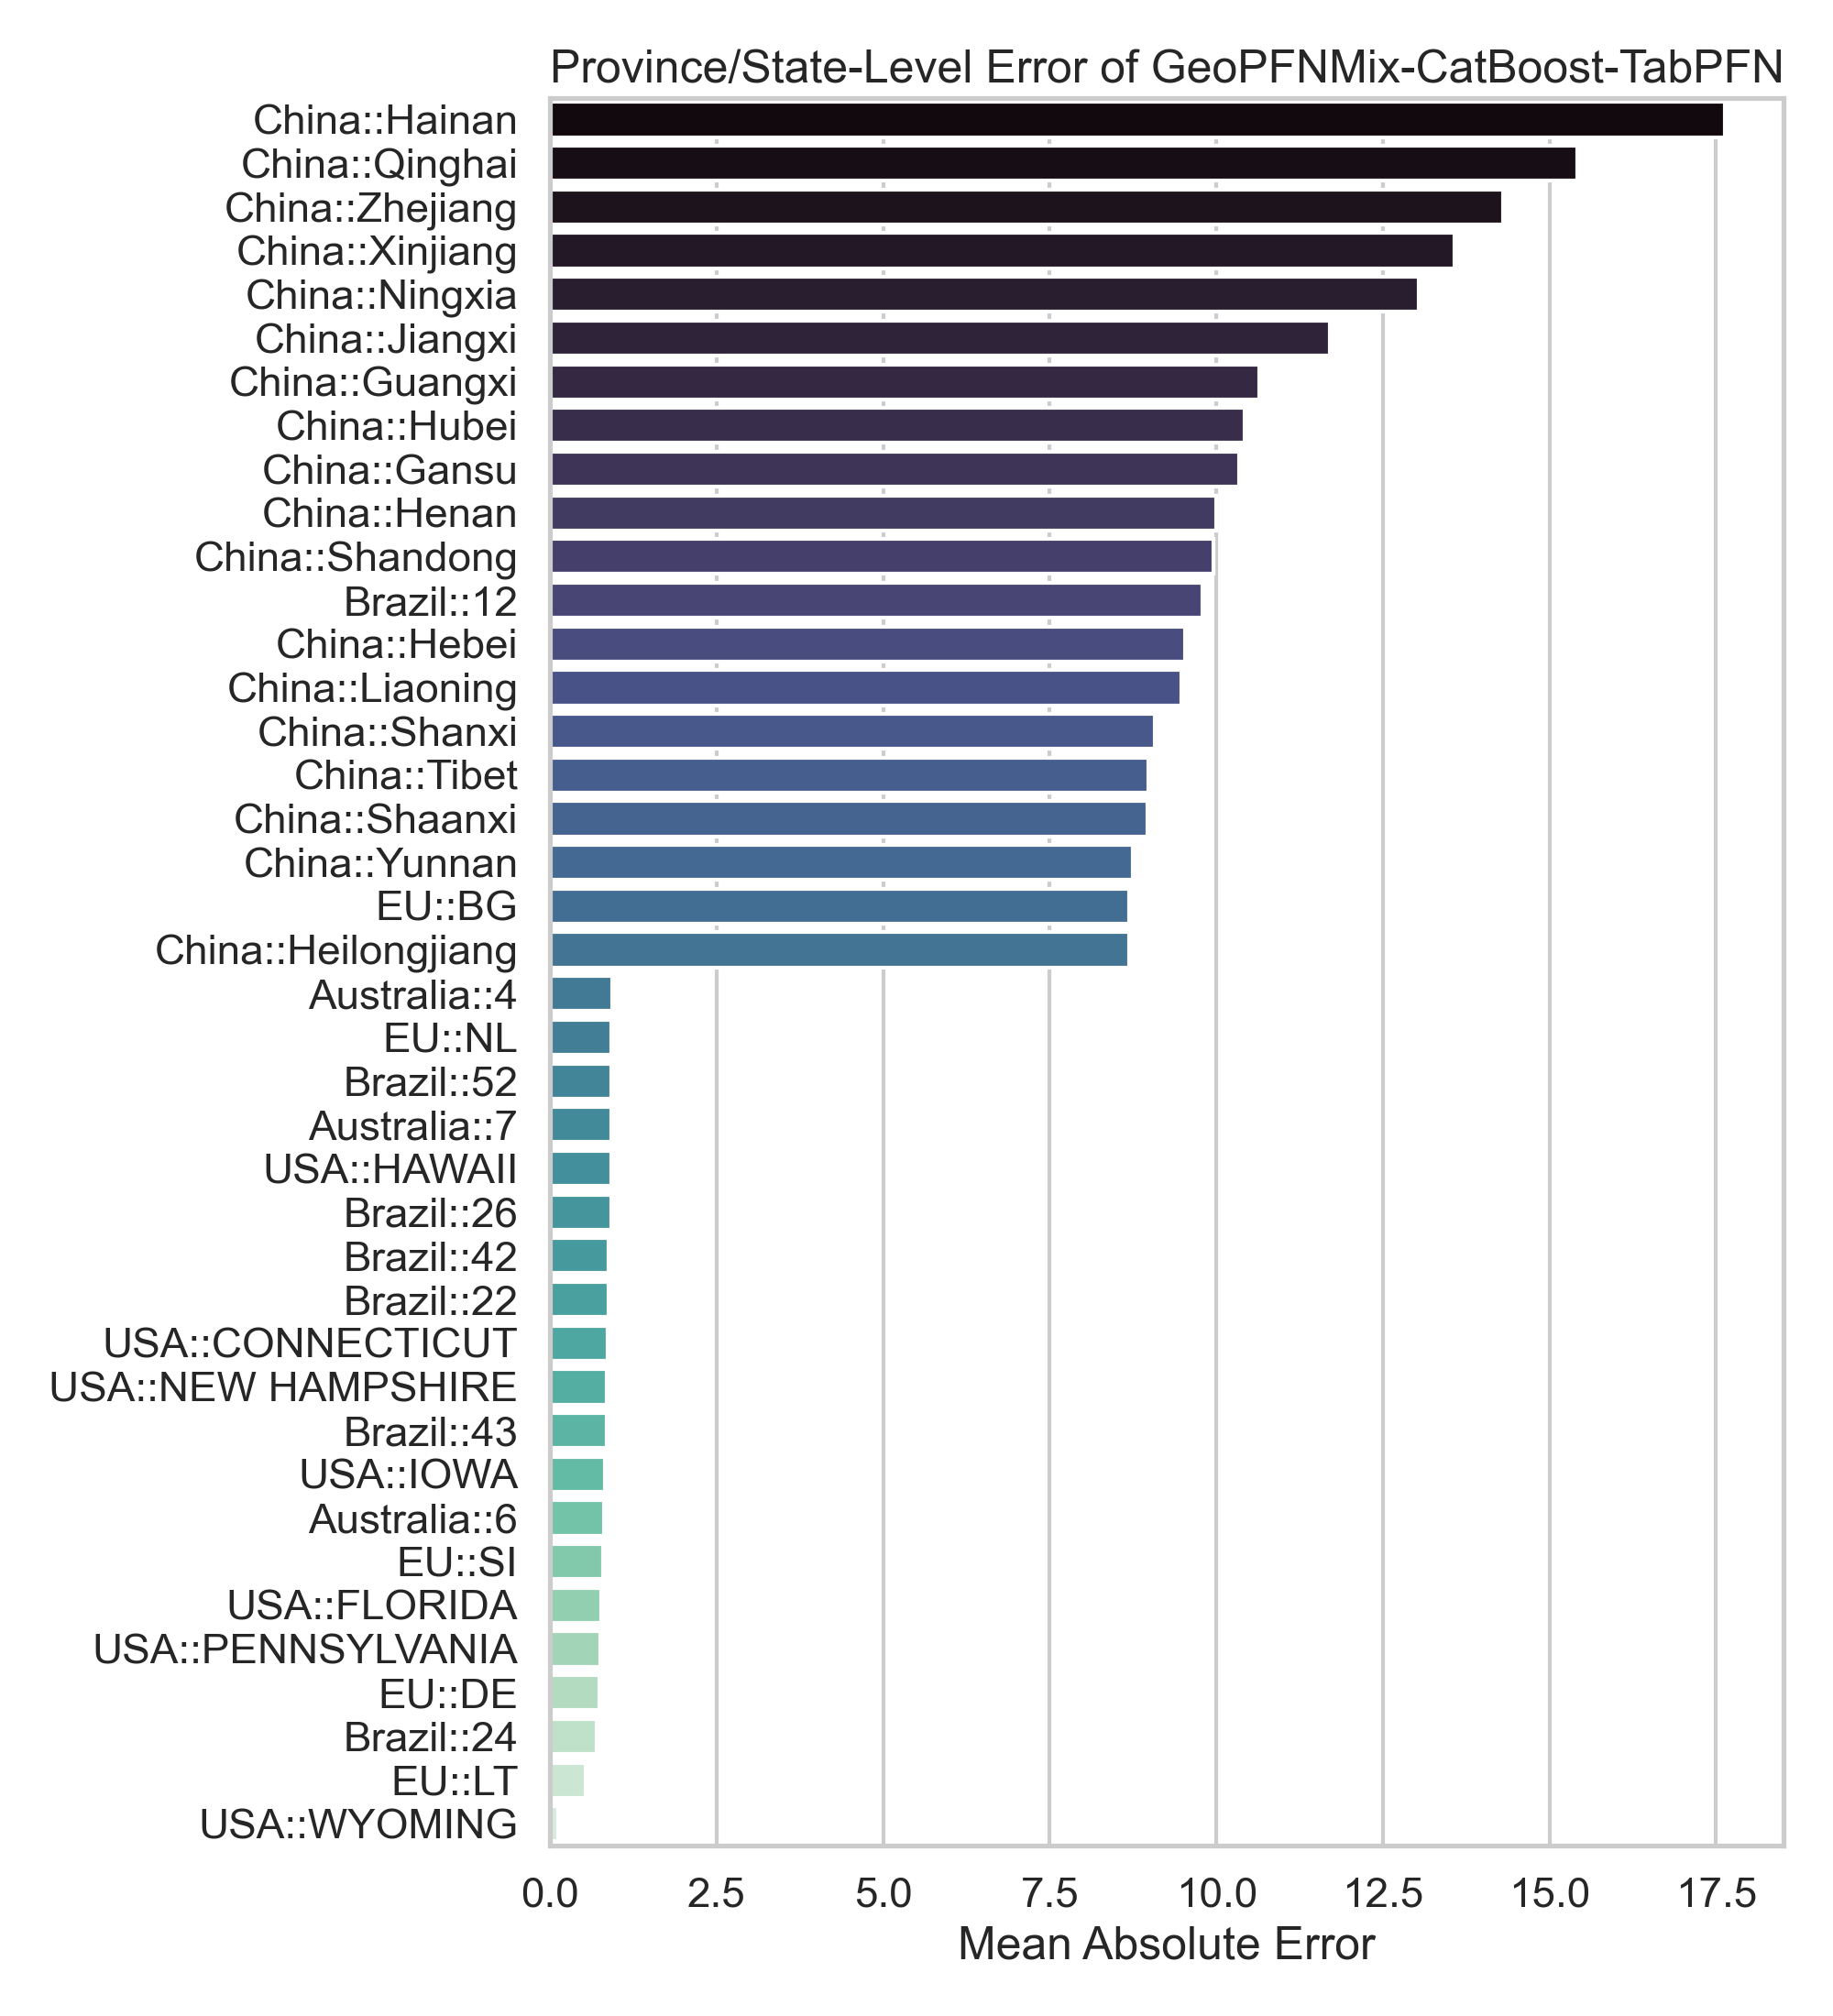 Province/State-Level Error of GeoPFNMix-CatBoost-TabPFN
China::Hainan
China::Qinghai
China::Zhejiang
China::Xinjiang
China::Ningxia
China::Jiangxi
China::Guangxi
China::Hubei
China::Gansu
China::Henan
China::Shandong
Brazil::12
China::Hebei
China::Liaoning
China::Shanxi
China::Tibet
China::Shaanxi
China::Yunnan
EU::BG
China::Heilongjiang
Australia::4
EU::NL
Brazil::52
Australia::7
USA::HAWAII
Brazil::26
Brazil::42
Brazil::22
USA::CONNECTICUT
USA::NEW HAMPSHIRE
Brazil::43
USA::IOWA
Australia::6
EU::SI
USA::FLORIDA
USA::PENNSYLVANIA
EU::DE
Brazil::24
EU::LT
USA::WYOMING
0.0 2.5 5.0 7.5 10.0 12.5 15.0 17.5
Mean Absolute Error